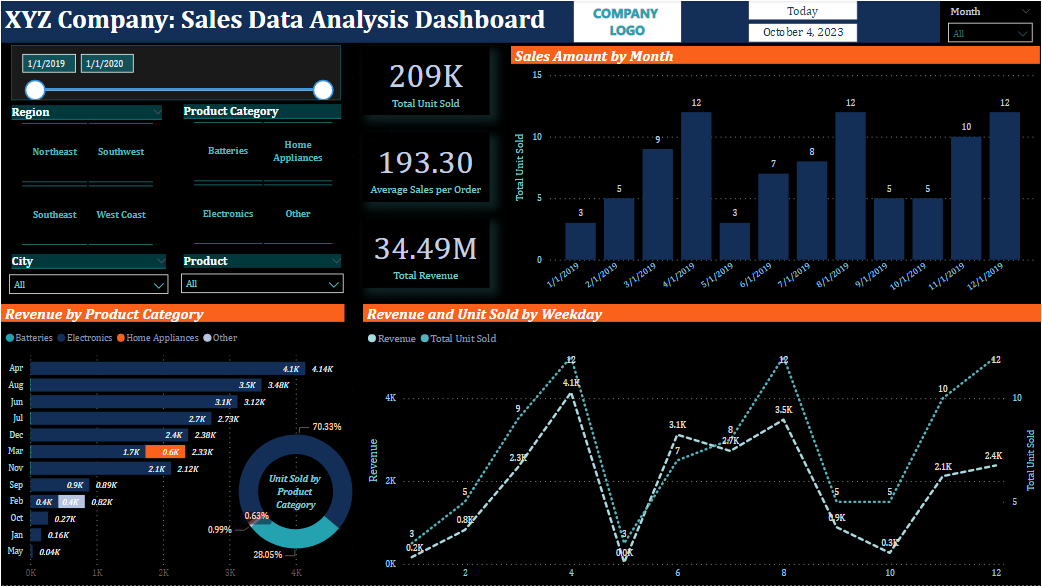 XYZ Company: Sales Data Analysis Dashboard
COMPANY
LOGO
Today
October 4, 2023
Month
All
1/1/2019
1/1/2020
Region
Northeast
Southwest
Southeast
West Coast
Product Category
Batteries
Home
Appliances
Electronics
Other
City
All
Product
All
209K
Total Unit Sold
193.30
Average Sales per Order
34.49M
Total Revenue
Sales Amount by Month
Total Unit Sold
15
10
5
0
3
5
9
12
3
7
8
12
5
5
10
12
1/1/2019
2/1/2019
3/1/2019
4/1/2019
5/1/2019
6/1/2019
7/1/2019
8/1/2019
9/1/2019
10/1/2019
11/1/2019
12/1/2019
Revenue by Product Category
Batteries Electronics Home Appliances Other
Apr 4.1K 4.14K
Aug 3.5K 3.48K
Jun 3.1K 3.12K
Jul 2.7K 2.73K
Dec 2.4K 2.38K
Mar 1.7K 0.6K 2.33K
Nov 2.1K 2.12K
Sep 0.9K 0.89K
Feb 0.4K 0.4K 0.82K
Oct 0.27K
Jan 0.16K
May 0.04K
0K 1K 2K 3K 4K
70.33%
Unit Sold by
Product
Category
0.63%
0.99%
28.05%
Revenue and Unit Sold by Weekday
Revenue Total Unit Sold
Revenue
4K
2K
0K
3
0.2K
5
0.8K
9
2.3K
12
4.1K
3
0.0K
3.1K
7
8
2.7K
12
3.5K
5
0.9K
5
0.3K
10
2.1K
12
2.4K
10
5
Total Unit Sold
2 4 6 8 10 12